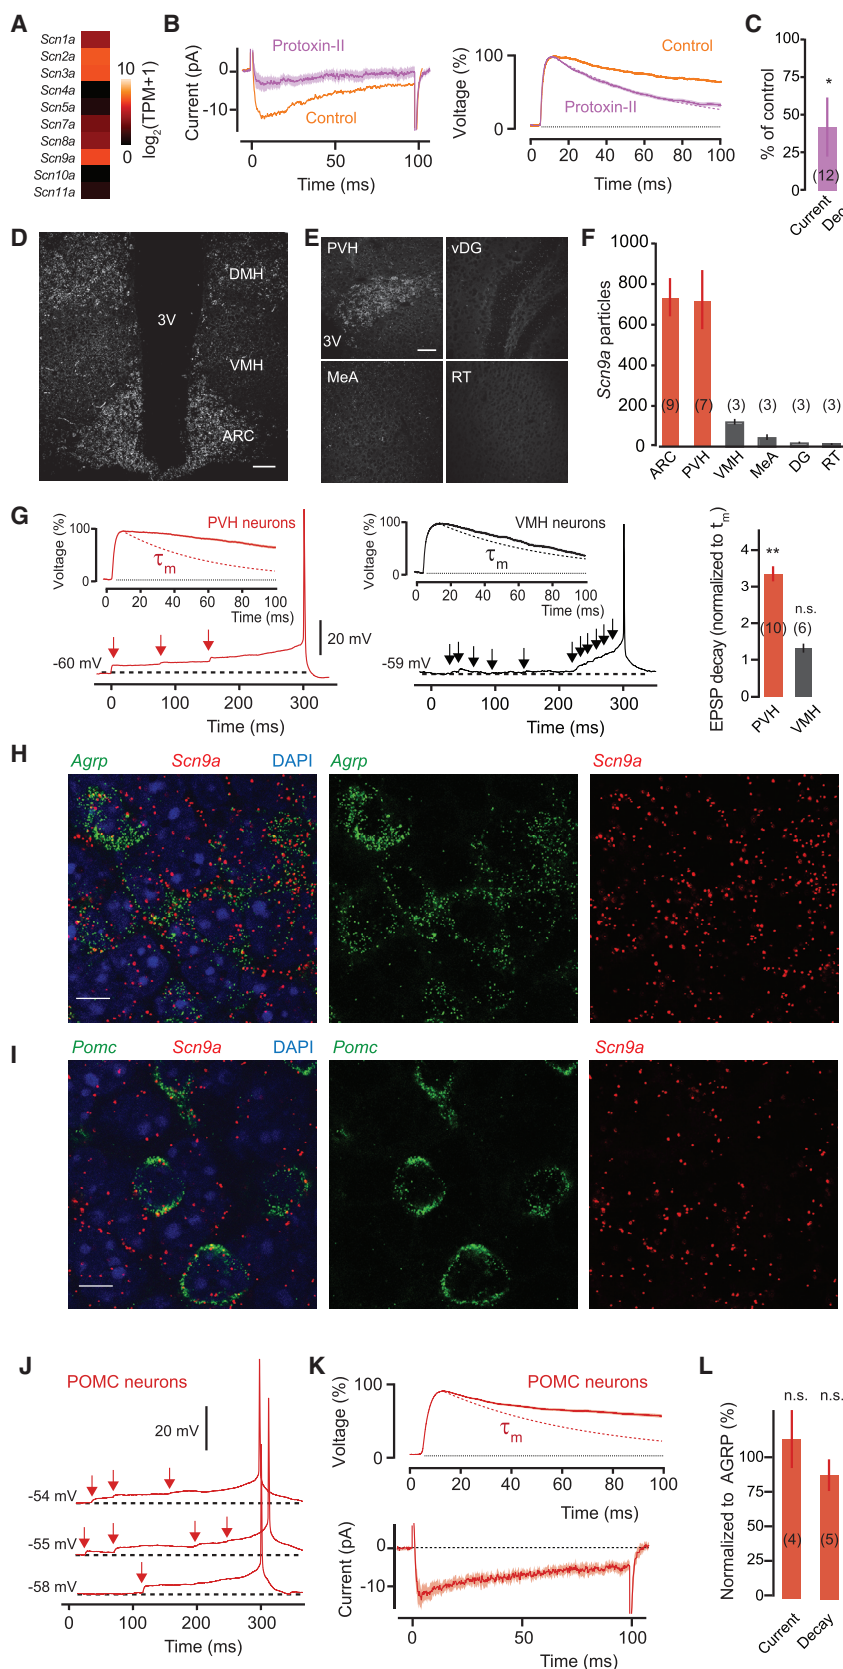 A
Scn1a
Scn2a
Scn3a
Scn4a
Scn5a
Scn7a
Scn8a
Scn9a
Scn10a
Scn11a
10
0
log2(TPM+1)
B
Protoxin-II
Control
Current (pA)
0
-10
0 50 100
Time (ms)
Control
Protoxin-II
Voltage (%)
100
0
0 20 40 60 80 100
Time (ms)
C
% of control
100
75
50
25
0
*
(12)
Current
Dec
D
DMH
3V
VMH
ARC
E
PVH
vDG
3V
MeA
RT
F
Scn9a particles
1000
800
600
400
200
0
(9) (7) (3) (3) (3) (3)
ARC PVH VMH MeA DG RT
G
PVH neurons
Voltage (%)
100
0
τm
0 20 40 60 80 100
Time (ms)
20 mV
-60 mV
0 100 200 300
Time (ms)
VMH neurons
Voltage (%)
100
0
τm
0 20 40 60 80 100
Time (ms)
-59 mV
0 100 200 300
Time (ms)
EPSP decay (normalized to tm)
4
3
2
1
0
**
n.s.
(10) (6)
PVH VMH
H
Agrp Scn9a DAPI
Agrp
Scn9a
I
Pomc Scn9a DAPI
Pomc
Scn9a
J
POMC neurons
20 mV
-54 mV
-55 mV
-58 mV
0 100 200 300
Time (ms)
K
POMC neurons
Voltage (%)
100
0
τm
0 20 40 60 80 100
Time (ms)
Current (pA)
0
-10
0 50 100
Time (ms)
L
n.s. n.s.
Normalized to AGRP (%)
100
75
50
25
0
(4) (5)
Current Decay